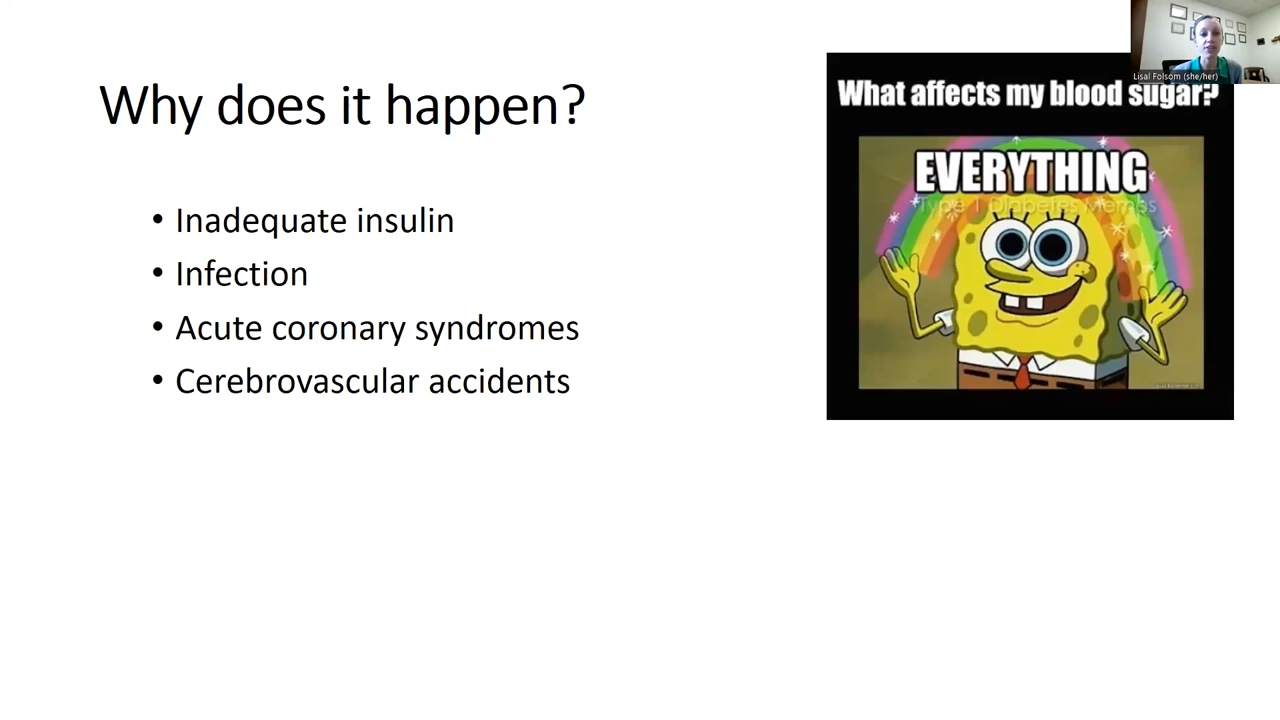 Lisal Folsom (she/her)
Why does it happen?
• Inadequate insulin
• Infection
• Acute coronary syndromes
• Cerebrovascular accidents
What affects my blood sugar?
EVERYTHING
Type 1 Diabetes Memes